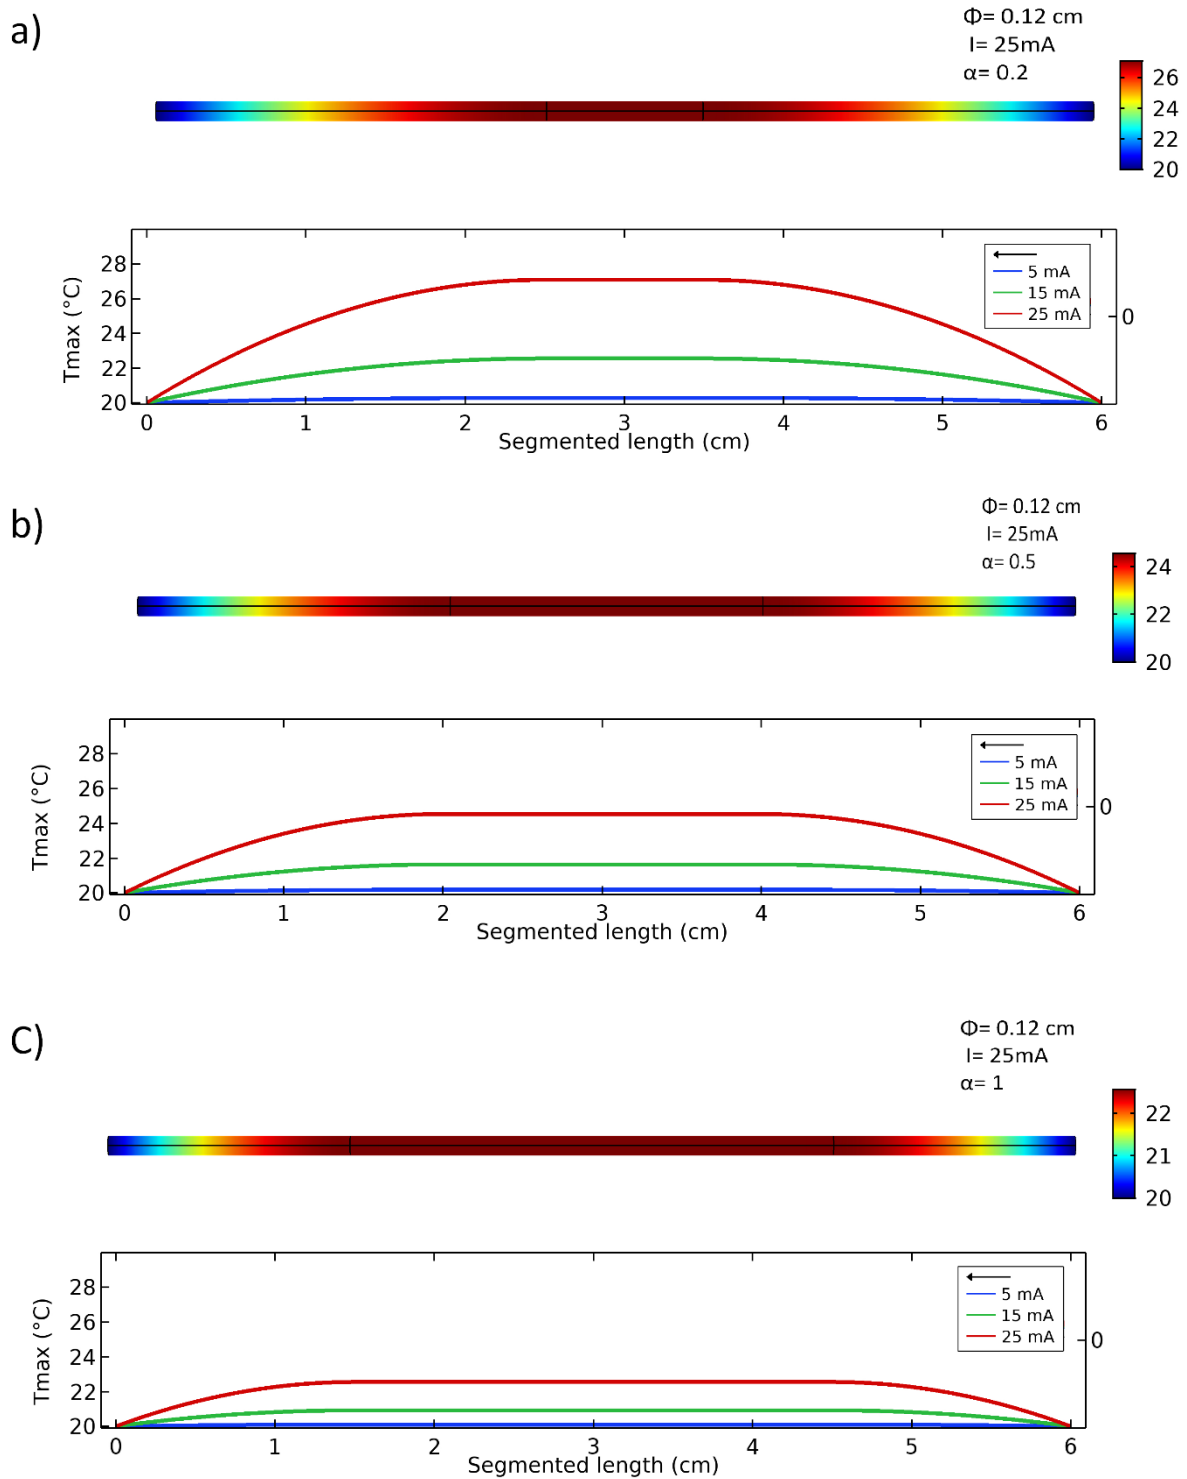 a)
Φ= 0.12 cm
I= 25mA
α= 0.2
26
24
22
20
28
26
24
22
20
Tmax (°C)
5 mA
15 mA
25 mA
0
0 1 2 3 4 5 6
Segmented length (cm)
b)
Φ= 0.12 cm
I= 25mA
α= 0.5
24
22
20
28
26
24
22
20
Tmax (°C)
5 mA
15 mA
25 mA
0
0 1 2 3 4 5 6
Segmented length (cm)
C)
Φ= 0.12 cm
I= 25mA
α= 1
22
21
20
28
26
24
22
20
Tmax (°C)
5 mA
15 mA
25 mA
0
0 1 2 3 4 5 6
Segmented length (cm)